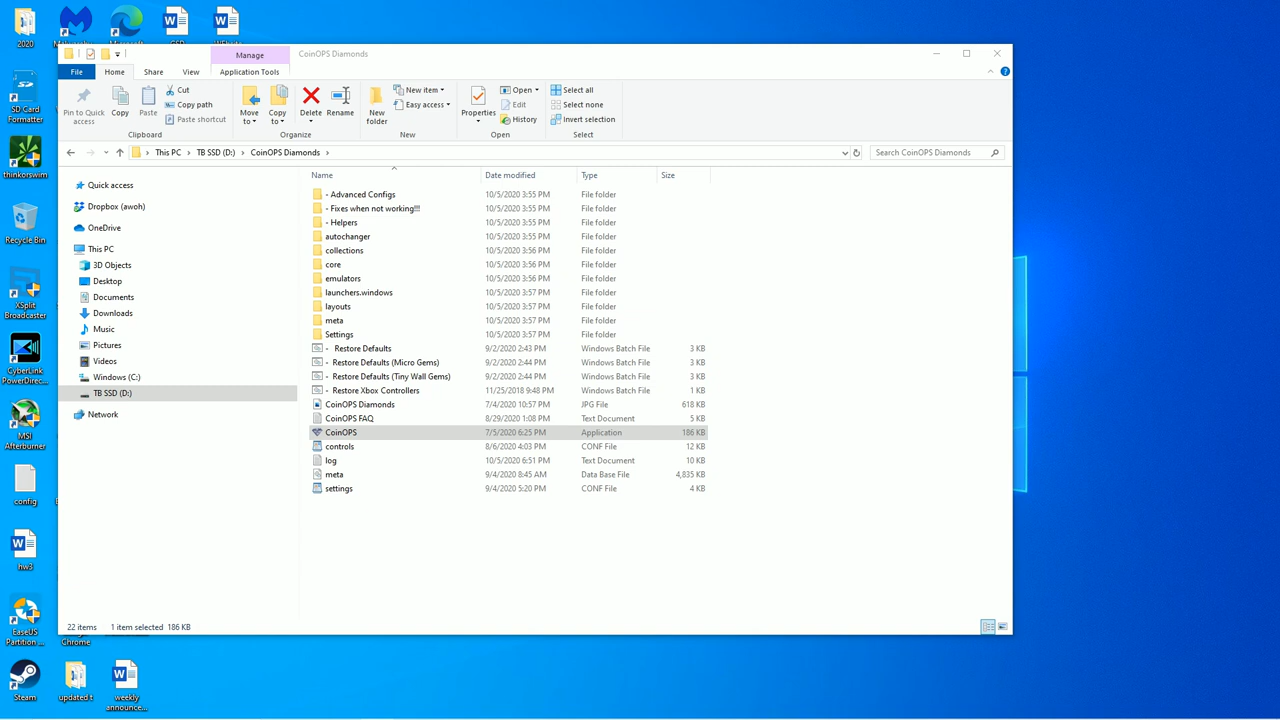 2020
SD Card
Formatter
thinkorswim
Recycle Bin
XSplit
Broadcaster
CyberLink
PowerDirec...
MSI
Afterburner
config
hw3
EaseUS
Partition ...
Steam
updated.t
weekly
announce...
Chrome
Manage
CoinOPS Diamonds
File
Home
Share
View
Application Tools
Pin to Quick
access
Copy
Paste
Cut
Copy path
Paste shortcut
Clipboard
Move
to
Copy
to
Delete
Rename
Organize
New
folder
New item
Easy access
New
Properties
Open
Edit
History
Open
Select all
Select none
Invert selection
Select
This PC > TB SSD (D:) > CoinOPS Diamonds >
Search CoinOPS Diamonds
Quick access
Dropbox (awoh)
OneDrive
This PC
3D Objects
Desktop
Documents
Downloads
Music
Pictures
Videos
Windows (C:)
TB SSD (D:)
Network
Name Date modified Type Size
- Advanced Configs 10/5/2020 3:55 PM File folder
- Fixes when not working!!! 10/5/2020 3:55 PM File folder
- Helpers 10/5/2020 3:55 PM File folder
autochanger 10/5/2020 3:55 PM File folder
collections 10/5/2020 3:56 PM File folder
core 10/5/2020 3:56 PM File folder
emulators 10/5/2020 3:56 PM File folder
launchers.windows 10/5/2020 3:57 PM File folder
layouts 10/5/2020 3:57 PM File folder
meta 10/5/2020 3:57 PM File folder
Settings 10/5/2020 3:57 PM File folder
- Restore Defaults 9/2/2020 2:43 PM Windows Batch File 3 KB
- Restore Defaults (Micro Gems) 9/2/2020 2:44 PM Windows Batch File 3 KB
- Restore Defaults (Tiny Wall Gems) 9/2/2020 2:44 PM Windows Batch File 3 KB
- Restore Xbox Controllers 11/25/2018 9:48 PM Windows Batch File 1 KB
CoinOPS Diamonds 7/4/2020 10:57 PM JPG File 618 KB
CoinOPS FAQ 8/29/2020 1:08 PM Text Document 5 KB
CoinOPS 7/5/2020 6:25 PM Application 186 KB
controls 8/6/2020 4:03 PM CONF File 12 KB
log 10/5/2020 6:51 PM Text Document 10 KB
meta 9/4/2020 8:45 AM Data Base File 4,835 KB
settings 9/4/2020 5:20 PM CONF File 4 KB
22 items 1 item selected 186 KB